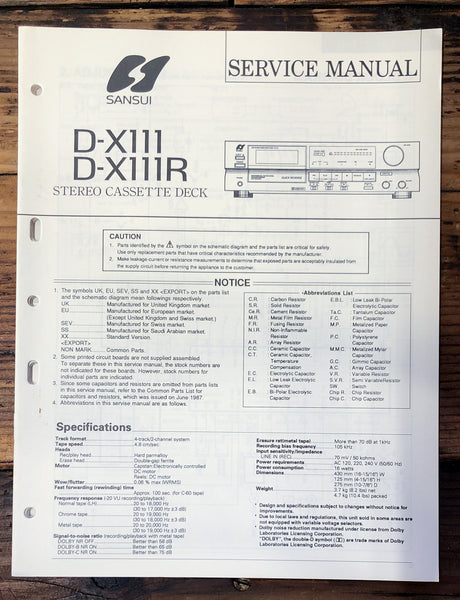 SANSUI
SERVICE MANUAL
D-X111
D-X111R
STEREO CASSETTE DECK
CAUTION
1. Parts identified by the ⚠ symbol on the schematic diagram and the parts list are critical for safety.
Use only replacement parts that have critical characteristics recommended by the manufacturer.
2. Make leakage-current or resistance measurements to determine that exposed parts are acceptably insulated from
the supply circuit before returning the appliance to the customer.
NOTICE
1. The symbols UK, EU, SEV, SS and XX <EXPORT> on the parts list
and the schematic diagram mean followings respectively.
UK Manufactured for United Kingdom market.
EU Manufactured for European market
(Except United Kingdom and Swiss market).
SEV Manufactured for Swiss market.
SS Manufactured for Saudi Arabian market.
XX Standard Version
<EXPORT>
NON MARK Common Parts.
2. Some printed circuit boards are not supplied assembled.
To separate these in this service manual, the stock numbers are
not indicated for these boards. However, stock numbers for
individual parts are indicated.
3. Since some capacitors and resistors are omitted from parts lists
in this service manual, refer to the Common Parts List for
capacitors and resistors, which was issued on June 1987.
4. Abbreviations in this service manual are as follows.
Abbreviations List
C.R. Carbon Resistor
S.R. Solid Resistor
Ce.R. Cement Resistor
M.R. Metal Film Resistor
F.R. Fusing Resistor
N.I.R. Non-Inflammable
Resistor
A.R. Array Resistor
C.C. Ceramic Capacitor
C.T. Ceramic Capacitor,
Temperature
Compensation
E.C. Electrolytic Capacitor
E.L. Low Leak Electrolytic
Capacitor
E.B. Bi-Polar Electrolytic
Capacitor
E.B.L. Low Leak Bi-Polar
Electrolytic Capacitor
Ta.C. Tantalum Capacitor
F.C. Film Capacitor
M.P. Metalized Paper
Capacitor
P.C. Polystyrene
Capacitor
M.M.C. Metalized Mylar
Capacitor
G.C. Gimmic Capacitor
A.C. Array Capacitor
V.R. Variable Resistor
S.V.R. Semi Variable Resistor
SW. Switch
Chip R. Chip Resistor
Chip C. Chip Capacitor
Specifications
Track format 4-track/2-channel system
Tape speed 4.8 cm/sec.
Heads
Rec/play head Hard parmalloy
Erase head Double-gap ferrite
Motor Capstan: Electronically controlled
DC motor
Reels: DC motor
Wow/flutter 0.08 % max (WRMS)
Fast forwarding (rewinding) time
Approx. 100 sec. (for C-60 tape)
Frequency response (-20 VU recording/playback)
Normal tape (LH) 20 to 18,000 Hz
(30 to 17,000 Hz ±3 dB)
Chrome tape 20 to 19,000 Hz
(30 to 18,000 Hz ±3 dB)
Metal tape 20 to 20,000 Hz
(30 to 19,000 Hz ±3 dB)
Signal-to-noise ratio (recording/playback with metal tape)
DOLBY NR OFF Better than 58 dB
DOLBY-B NR ON Better than 65 dB
DOLBY-C NR ON Better than
Erasure ratio(metal tape) More than 70 dB at 1kHz
Recording bias frequency 105 kHz
Input sensitivity/impedance
LINE IN (REC) 70 mV / 50 kohms
Power requirements AC 120, 220, 240 V (50/60 Hz)
Power consumption 16 watts
Dimensions 430 mm (16-15/16") W
125 mm (4-15/16") H
275 mm (10-7/8") D
Weight 3.7 kg (8.2 lbs) net
4.7 kg (10.4 lbs) packed
* Design and specifications subject to changes without notice for
improvements.
* Due to local laws and regulations, this unit sold in some areas are
not equipped with variable voltage selectors.
* Dolby noise reduction manufactured under license from Dolby
Laboratories Licensing Corporation.
"DOLBY", the double-D symbol are trade marks of Dolby
Laboratories Licensing Corporation.